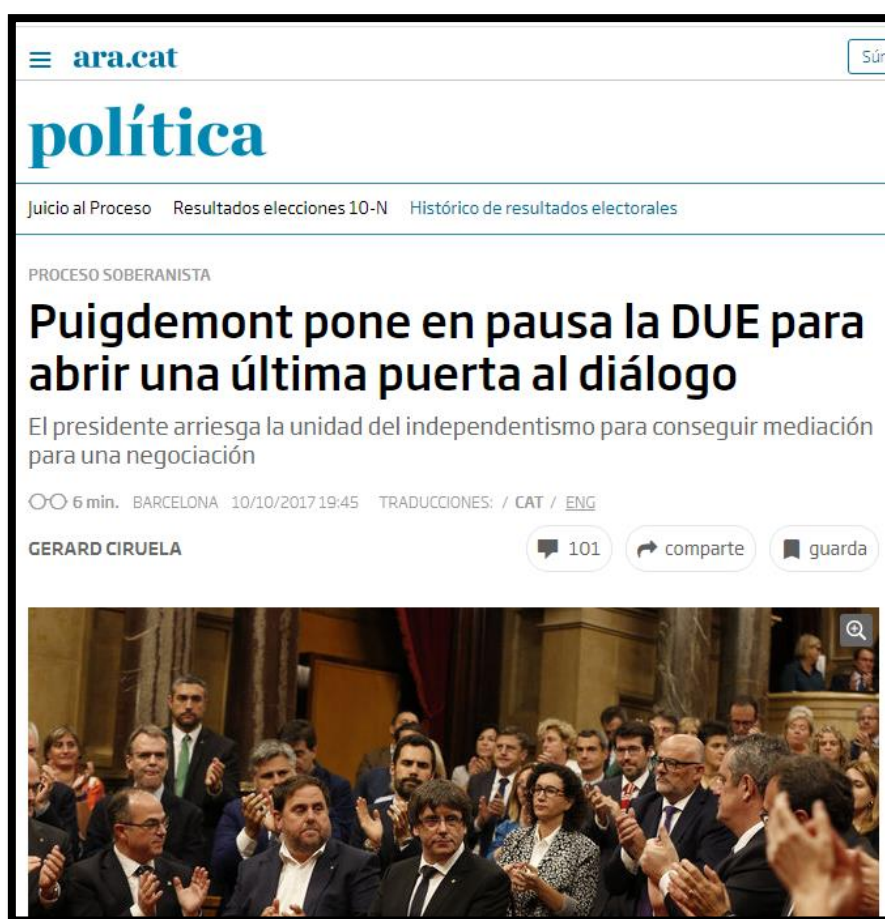 ara.cat
política
Juicio al Proceso Resultados elecciones 10-N Histórico de resultados electorales
PROCESO SOBERANISTA
Puigdemont pone en pausa la DUE para
abrir una última puerta al diálogo
El presidente arriesga la unidad del independentismo para conseguir mediación
para una negociación
6 min. BARCELONA 10/10/2017 19:45 TRADUCCIONES: / CAT / ENG
GERARD CIRUELA 101 comparte guarda